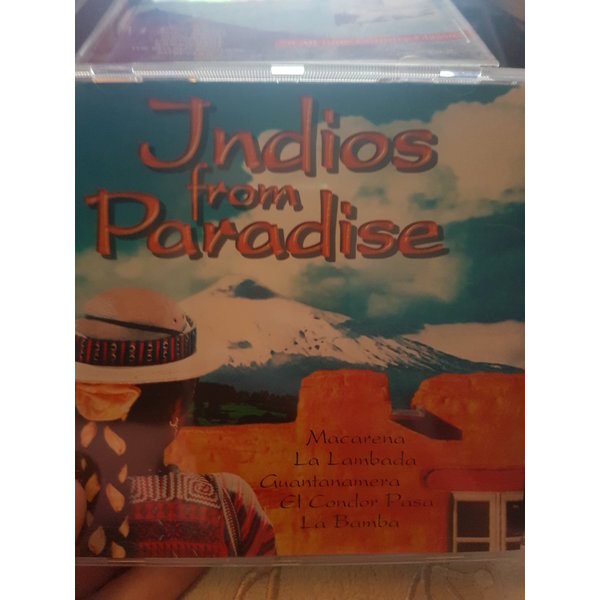 Indios
from
Paradise
Macarena
La Lambada
Guantanamera
El Condor Pasa
La Bamba